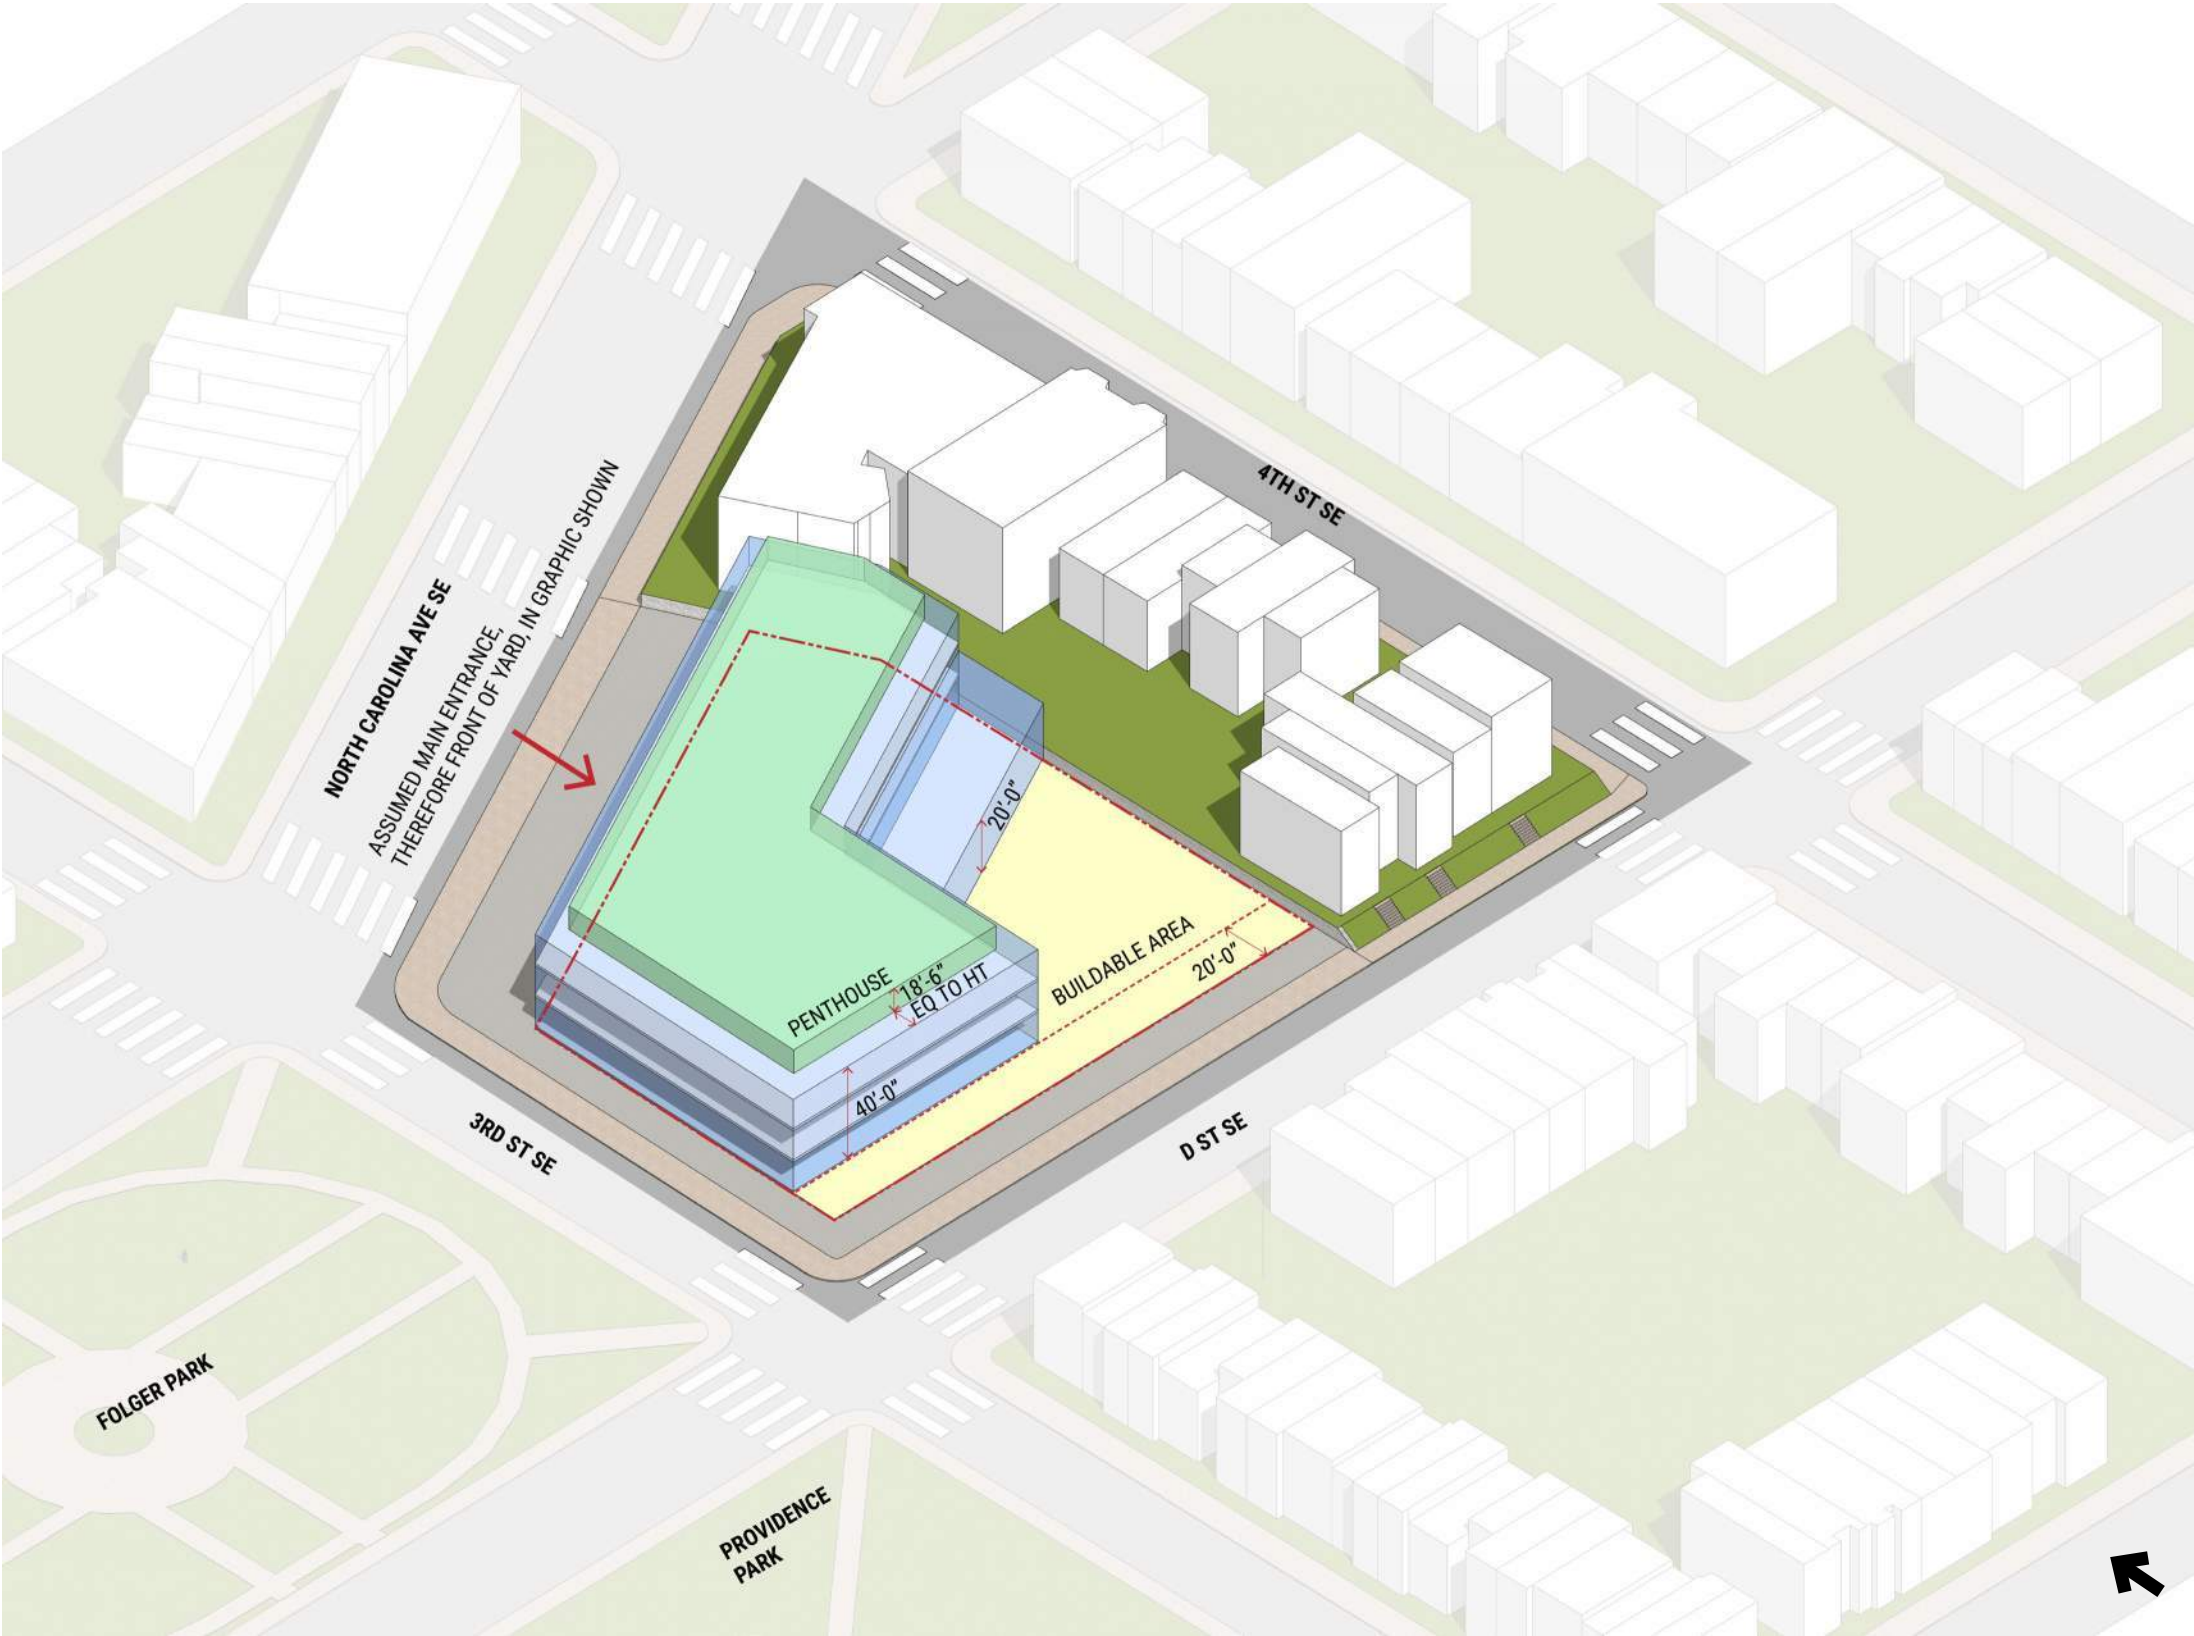 4TH ST SE
NORTH CAROLINA AVE SE
ASSUMED MAIN ENTRANCE,
THEREFORE FRONT OF YARD, IN GRAPHIC SHOWN
20'-0"
BUILDABLE AREA
20'-0"
PENTHOUSE
18'-6"
EQ TO HT
40'-0"
3RD ST SE
D ST SE
FOLGER PARK
PROVIDENCE
PARK